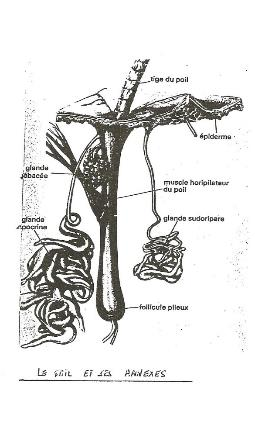 tige du poil
épiderme
glande
sébacée
muscle horipilateur
du poil
glande
apocrine
glande sudoripare
follicule pileux
LE POIL ET SES ANNEXES